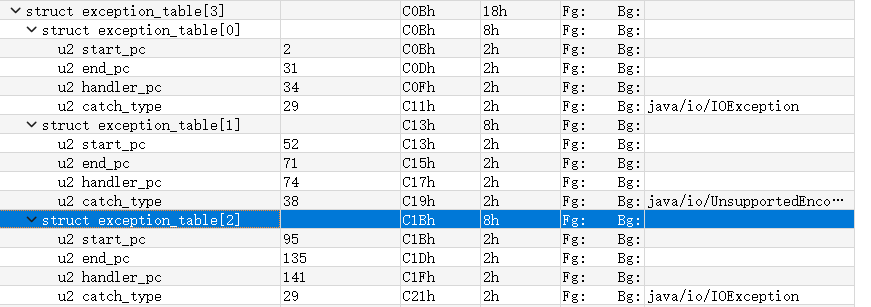 struct exception_table[3] C0Bh 18h Fg: Bg:
struct exception_table[0] C0Bh 8h Fg: Bg:
u2 start_pc 2 C0Bh 2h Fg: Bg:
u2 end_pc 31 C0Dh 2h Fg: Bg:
u2 handler_pc 34 C0Fh 2h Fg: Bg:
u2 catch_type 29 C11h 2h Fg: Bg: java/io/IOException
struct exception_table[1] C13h 8h Fg: Bg:
u2 start_pc 52 C13h 2h Fg: Bg:
u2 end_pc 71 C15h 2h Fg: Bg:
u2 handler_pc 74 C17h 2h Fg: Bg:
u2 catch_type 38 C19h 2h Fg: Bg: java/io/UnsupportedEnco…
struct exception_table[2] C1Bh 8h Fg: Bg:
u2 start_pc 95 C1Bh 2h Fg: Bg:
u2 end_pc 135 C1Dh 2h Fg: Bg:
u2 handler_pc 141 C1Fh 2h Fg: Bg:
u2 catch_type 29 C21h 2h Fg: Bg: java/io/IOException